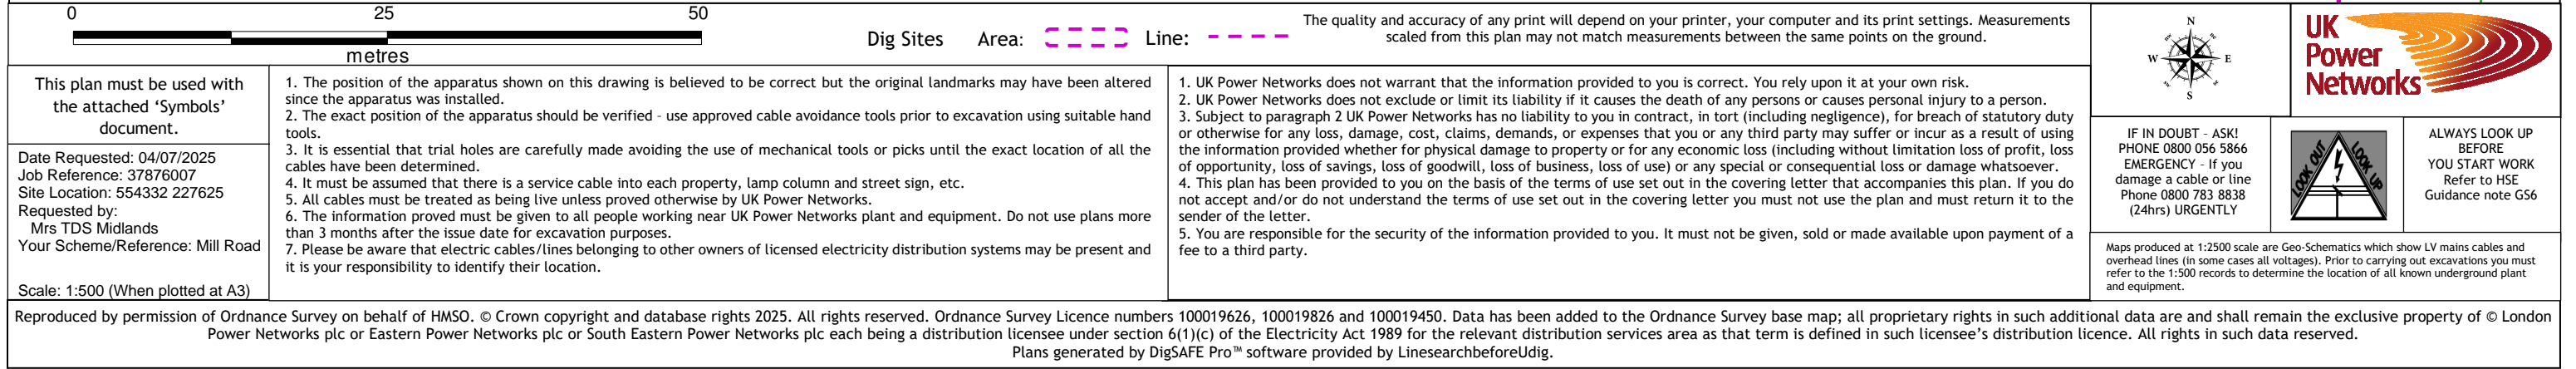 0 25 50
metres
Dig Sites Area: Line:
The quality and accuracy of any print will depend on your printer, your computer and its print settings. Measurements
scaled from this plan may not match measurements between the same points on the ground.
N
NE
E
SE
S
SW
W
NW
UK
Power
Networks
This plan must be used with
the attached ‘Symbols’
document.
Date Requested: 04/07/2025
Job Reference: 37876007
Site Location: 554332 227625
Requested by:
Mrs TDS Midlands
Your Scheme/Reference: Mill Road
Scale: 1:500 (When plotted at A3)
1. The position of the apparatus shown on this drawing is believed to be correct but the original landmarks may have been altered
since the apparatus was installed.
2. The exact position of the apparatus should be verified - use approved cable avoidance tools prior to excavation using suitable hand
tools.
3. It is essential that trial holes are carefully made avoiding the use of mechanical tools or picks until the exact location of all the
cables have been determined.
4. It must be assumed that there is a service cable into each property, lamp column and street sign, etc.
5. All cables must be treated as being live unless proved otherwise by UK Power Networks.
6. The information proved must be given to all people working near UK Power Networks plant and equipment. Do not use plans more
than 3 months after the issue date for excavation purposes.
7. Please be aware that electric cables/lines belonging to other owners of licensed electricity distribution systems may be present and
it is your responsibility to identify their location.
1. UK Power Networks does not warrant that the information provided to you is correct. You rely upon it at your own risk.
2. UK Power Networks does not exclude or limit its liability if it causes the death of any persons or causes personal injury to a person.
3. Subject to paragraph 2 UK Power Networks has no liability to you in contract, in tort (including negligence), for breach of statutory duty
or otherwise for any loss, damage, cost, claims, demands, or expenses that you or any third party may suffer or incur as a result of using
the information provided whether for physical damage to property or for any economic loss (including without limitation loss of profit, loss
of opportunity, loss of savings, loss of goodwill, loss of business, loss of use) or any special or consequential loss or damage whatsoever.
4. This plan has been provided to you on the basis of the terms of use set out in the covering letter that accompanies this plan. If you do
not accept and/or do not understand the terms of use set out in the covering letter you must not use the plan and must return it to the
sender of the letter.
5. You are responsible for the security of the information provided to you. It must not be given, sold or made available upon payment of a
fee to a third party.
IF IN DOUBT - ASK!
PHONE 0800 056 5866
EMERGENCY - If you
damage a cable or line
Phone 0800 783 8838
(24hrs) URGENTLY
LOOK OUT
LOOK UP
ALWAYS LOOK UP
BEFORE
YOU START WORK
Refer to HSE
Guidance note GS6
Maps produced at 1:2500 scale are Geo-Schematics which show LV mains cables and
overhead lines (in some cases all voltages). Prior to carrying out excavations you must
refer to the 1:500 records to determine the location of all known underground plant
and equipment.
Reproduced by permission of Ordnance Survey on behalf of HMSO. © Crown copyright and database rights 2025. All rights reserved. Ordnance Survey Licence numbers 100019626, 100019826 and 100019450. Data has been added to the Ordnance Survey base map; all proprietary rights in such additional data are and shall remain the exclusive property of © London
Power Networks plc or Eastern Power Networks plc or South Eastern Power Networks plc each being a distribution licensee under section 6(1)(c) of the Electricity Act 1989 for the relevant distribution services area as that term is defined in such licensee’s distribution licence. All rights in such data reserved.
Plans generated by DigSAFE Pro™ software provided by LinesearchbeforeUdig.